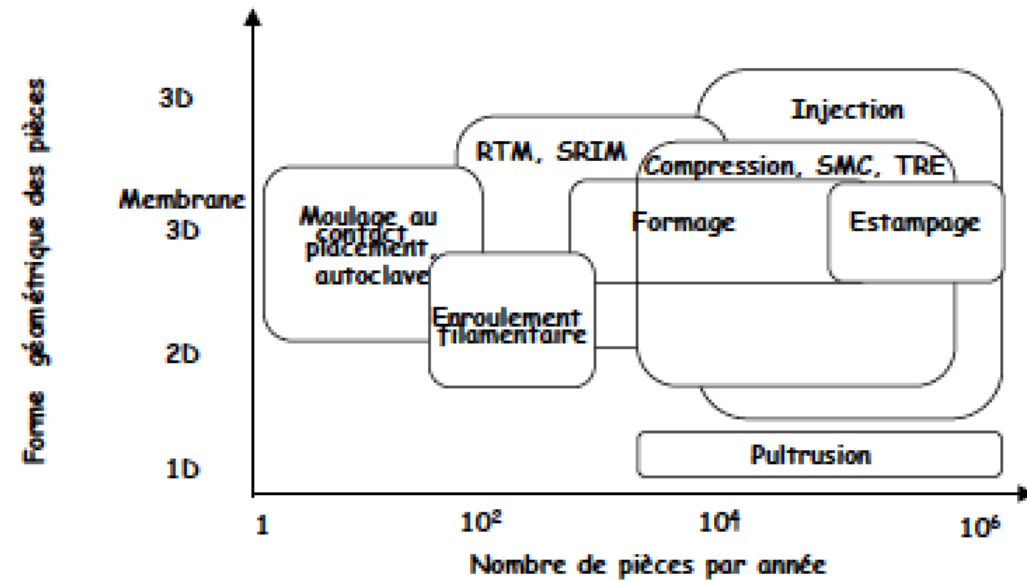 Forme géométrique des pièces
3D
Membrane
3D
2D
1D
Injection
RTM, SRIM
Compression, SMC, TRE
Moulage au
contact,
placement,
autoclave
Formage
Estampage
Enroulement
filamentaire
Pultrusion
1
10²
10⁴
10⁶
Nombre de pièces par année